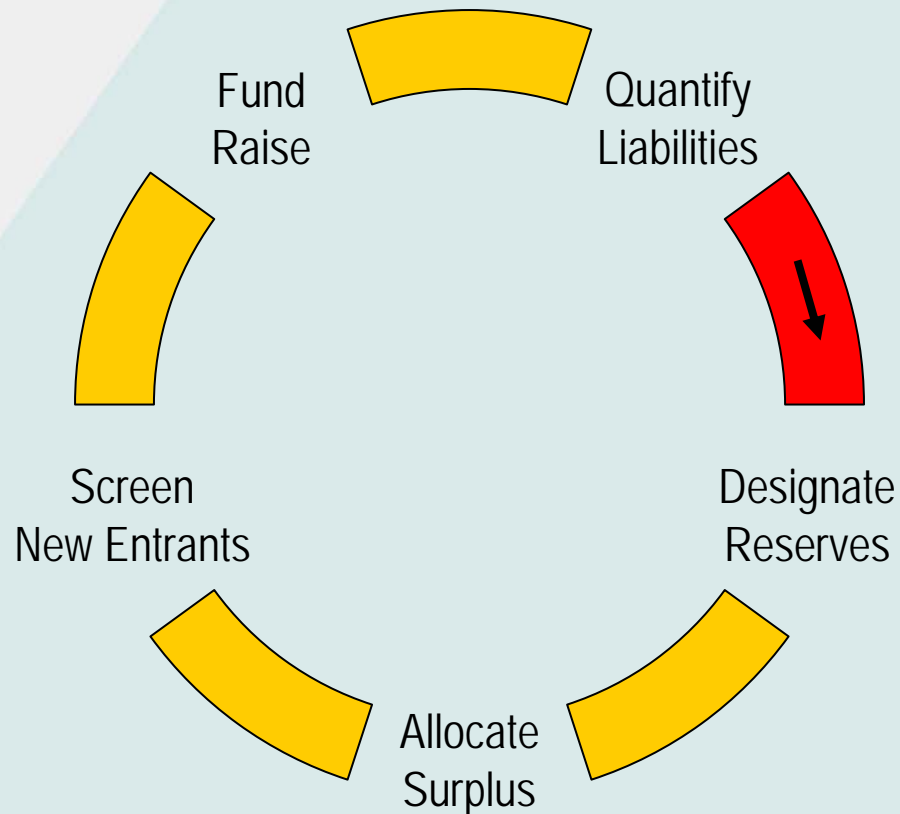 Fund
Raise
Quantify
Liabilities
Designate
Reserves
Allocate
Surplus
Screen
New Entrants